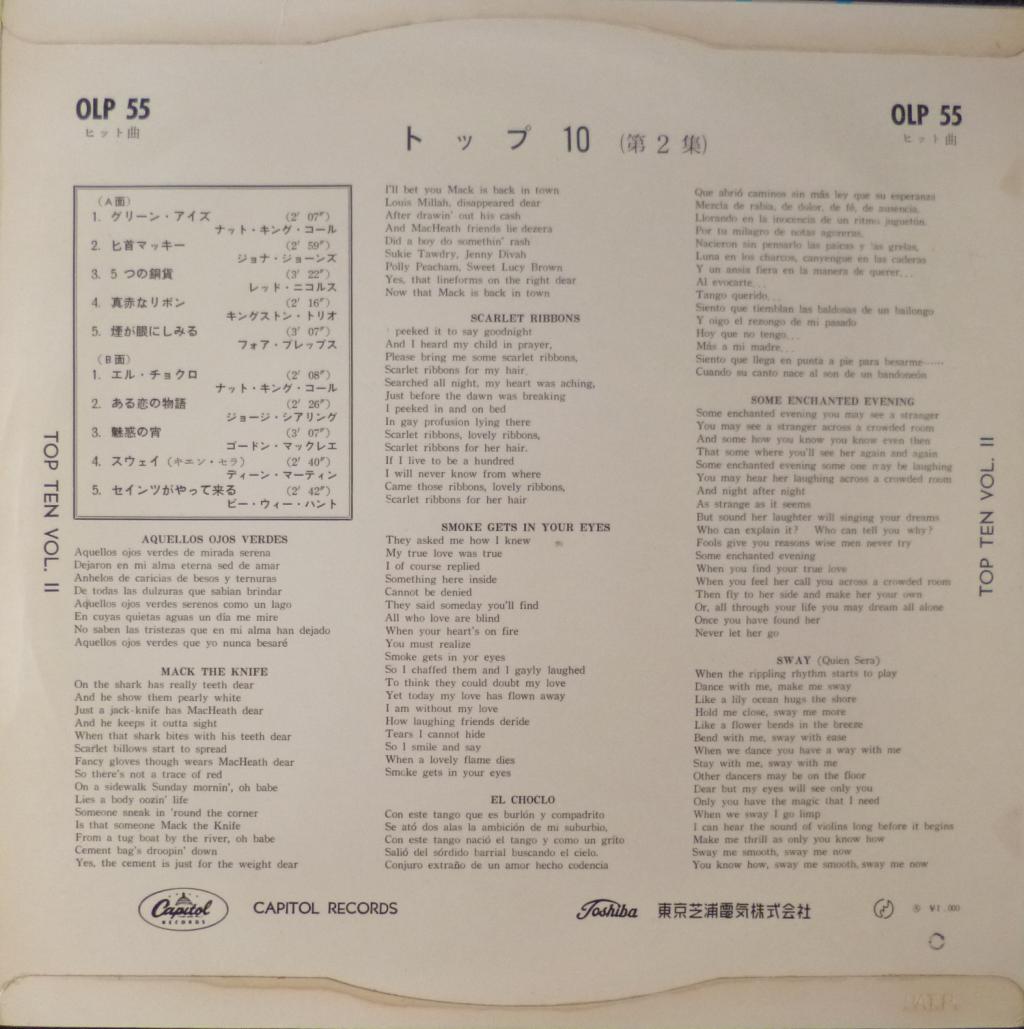 OLP 55
ヒット曲
トップ 10 (第2集)
OLP 55
ヒット曲
(A面)
1. グリーン・アイズ (2′ 07″)
ナット・キング・コール
2. 匕首マッキー (2′ 59″)
ジョナ・ジョーンズ
3. 5つの銅貨 (3′ 22″)
レッド・ニコルス
4. 真赤なリボン (2′ 16″)
キングストン・トリオ
5. 煙が眼にしみる (3′ 07″)
フォア・プレップス
(B面)
1. エル・チョクロ (2′ 08″)
ナット・キング・コール
2. ある恋の物語 (2′ 26″)
ジョージ・シアリング
3. 魅惑の宵 (3′ 07″)
ゴードン・マックレエ
4. スウェイ (キエン・セラ) (2′ 40″)
ディーン・マーティン
5. セインツがやって来る (2′ 42″)
ピー・ウィー・ハント
TOP TEN VOL. II
AQUELLOS OJOS VERDES
Aquellos ojos verdes de mirada serena
Dejaron en mi alma eterna sed de amar
Anhelos de caricias de besos y ternuras
De todas las dulzuras que sabian brindar
Aquellos ojos verdes serenos como un lago
En cuyas quietas aguas un día me mire
No saben las tristezas que en mi alma han dejado
Aquellos ojos verdes que yo nunca besaré
MACK THE KNIFE
On the shark has really teeth dear
And he show them pearly white
Just a jack-knife has MacHeath dear
And he keeps it outta sight
When that shark bites with his teeth dear
Scarlet billows start to spread
Fancy gloves though wears MacHeath dear
So there's not a trace of red
On a sidewalk Sunday mornin', oh babe
Lies a body oozin' life
Someone sneak in 'round the corner
Is that someone Mack the Knife
From a tug boat by the river, oh babe
Cement bag's droopin' down
Yes, the cement is just for the weight dear
I'll bet you Mack is back in town
Louis Millah, disappeared dear
After drawin' out his cash
And MacHeath friends lie dezera
Did a boy do somethin' rash
Sukie Tawdry, Jenny Divah
Polly Peacham, Sweet Lucy Brown
Yes, that lineforms on the right dear
Now that Mack is back in town
SCARLET RIBBONS
I peeked it to say goodnight
And I heard my child in prayer,
Please bring me some scarlet ribbons,
Scarlet ribbons for my hair.
Searched all night, my heart was aching,
Just before the dawn was breaking
I peeked in and on bed
In gay profusion lying there
Scarlet ribbons, lovely ribbons,
Scarlet ribbons for her hair.
If I live to be a hundred
I will never know from where
Came those ribbons, lovely ribbons,
Scarlet ribbons for her hair
SMOKE GETS IN YOUR EYES
They asked me how I knew
My true love was true
I of course replied
Something here inside
Cannot be denied
They said someday you'll find
All who love are blind
When your heart's on fire
You must realize
Smoke gets in yor eyes
So I chaffed them and I gayly laughed
To think they could doubt my love
Yet today my love has flown away
I am without my love
How laughing friends deride
Tears I cannot hide
So I smile and say
When a lovely flame dies
Smoke gets in your eyes
EL CHOCLO
Con este tango que es burlón y compadrito
Se ató dos alas la ambición de mi suburbio,
Con este tango nació el tango y como un grito
Salió del sórdido barrial buscando el cielo.
Conjuro extraño de un amor hecho cadencia
Que abrió caminos sin más ley que su esperanza
Mezcla de rabia, de dolor, de fé, de ausencia.
Llorando en la inocencia de un ritmo juguetón.
Por tu milagro de notas agoreras.
Nacieron sin pensarlo las paicas y las grelas,
Luna en los charcos, canyengue en las caderas
Y un ansia fiera en la manera de querer...
Al evocarte...
Tango querido...
Siento que tiemblan las baldosas de un bailongo
Y oigo el rezongo de mi pasado
Hoy que no tengo...
Más a mi madre...
Siento que llega en punta a pie para besarme......
Cuando su canto nace al son de un bandoneón
SOME ENCHANTED EVENING
Some enchanted evening you may see a stranger
You may see a stranger across a crowded room
And some how you know you know even then
That some where you'll see her again and again
Some enchanted evening some one may be laughing
You may hear her laughing across a crowded room
And night after night
As strange as it seems
But sound her laughter will singing your dreams
Who can explain it? Who can tell you why?
Fools give you reasons wise men never try
Some enchanted evening
When you find your true love
When you feel her call you across a crowded room
Then fly to her side and make her your own
Or, all through your life you may dream all alone
Once you have found her
Never let her go
SWAY (Quien Sera)
When the rippling rhythm starts to play
Dance with me, make me sway
Like a lily ocean hugs the shore
Hold me close, sway me more
Like a flower bends in the breeze
Bend with me, sway with ease
When we dance you have a way with me
Stay with me, sway with me
Other dancers may be on the floor
Dear but my eyes will see only you
Only you have the magic that I need
When we sway I go limp
I can hear the sound of violins long before it begins
Make me thrill as only you know how
Sway me smooth, sway me now
You know how, sway me smooth, sway me now
TOP TEN VOL. II
Capitol
RECORDS
CAPITOL RECORDS
Toshiba 東京芝浦電気株式会社
¥1,000